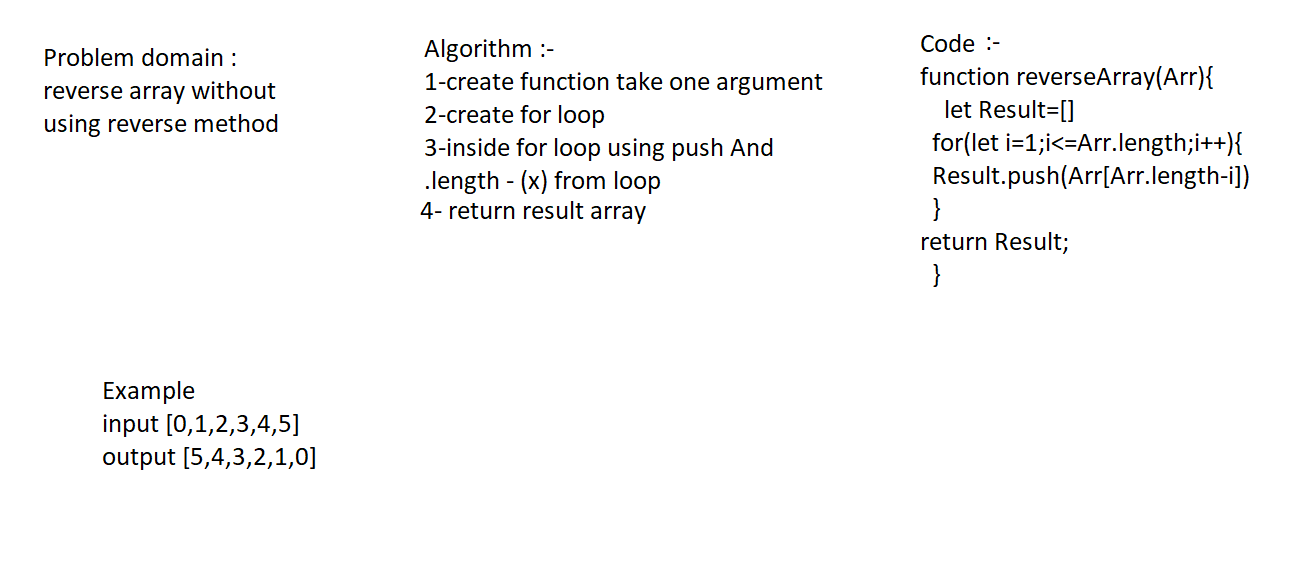 Problem domain :
reverse array without
using reverse method
Algorithm :-
1-create function take one argument
2-create for loop
3-inside for loop using push And
.length - (x) from loop
4- return result array
Code :-
function reverseArray(Arr){
let Result=[]
for(let i=1;i<=Arr.length;i++){
Result.push(Arr[Arr.length-i])
}
return Result;
}
Example
input [0,1,2,3,4,5]
output [5,4,3,2,1,0]